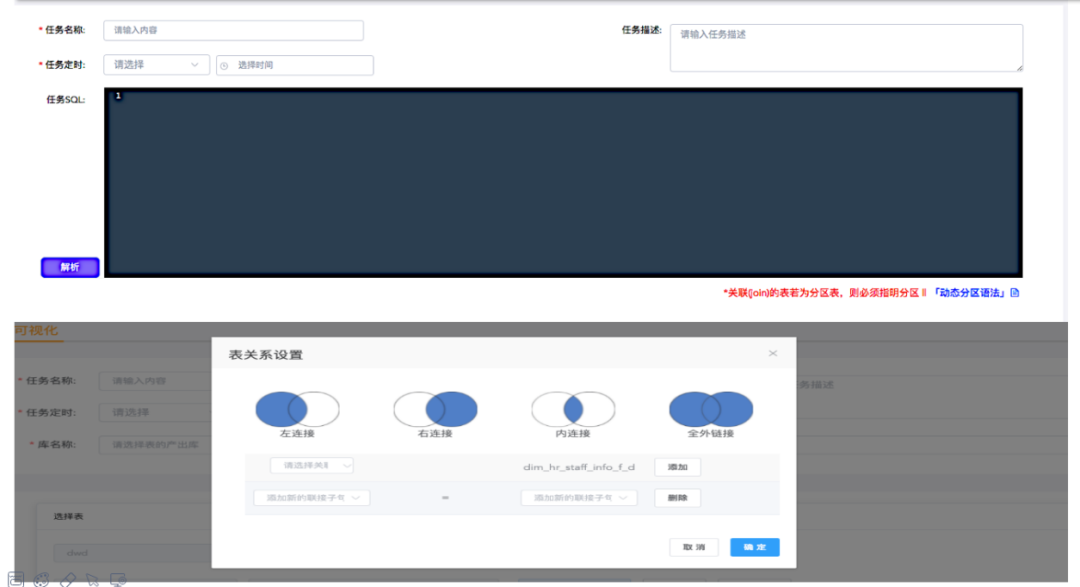 *任务名称: 请输入内容 任务描述: 请输入任务描述
*任务定时: 请选择 选择时间
任务SQL: 1
解析
*关联(join)的表若为分区表，则必须指明分区‖「动态分区语法」
可视化
表关系设置
*任务名称: 请输入内容 务描述
*任务定时: 请选择
左连接 右连接 内连接 全外链接
*库名称: 请选择表的产出库
请选择关联 dim_hr_staff_info_f_d 添加
添加新的联接子句 = 添加新的联接子句 删除
选择表
取消 确定
dwd